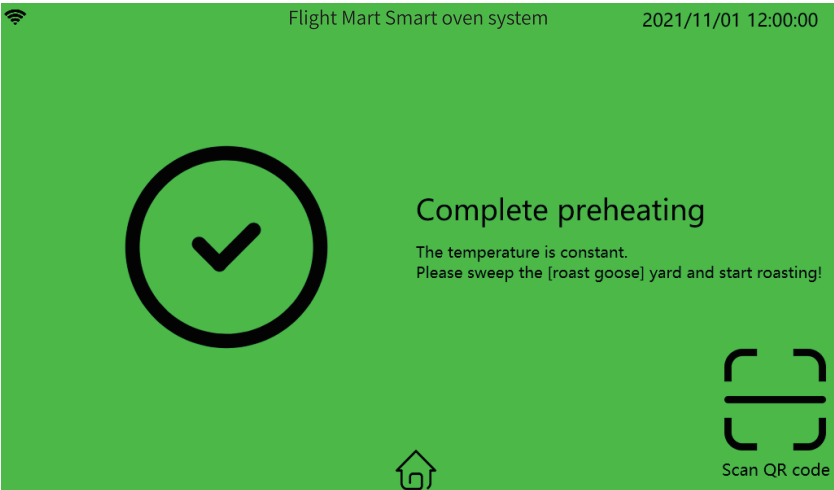 Flight Mart Smart oven system
2021/11/01 12:00:00
Complete preheating
The temperature is constant.
Please sweep the [roast goose] yard and start roasting!
Scan QR code